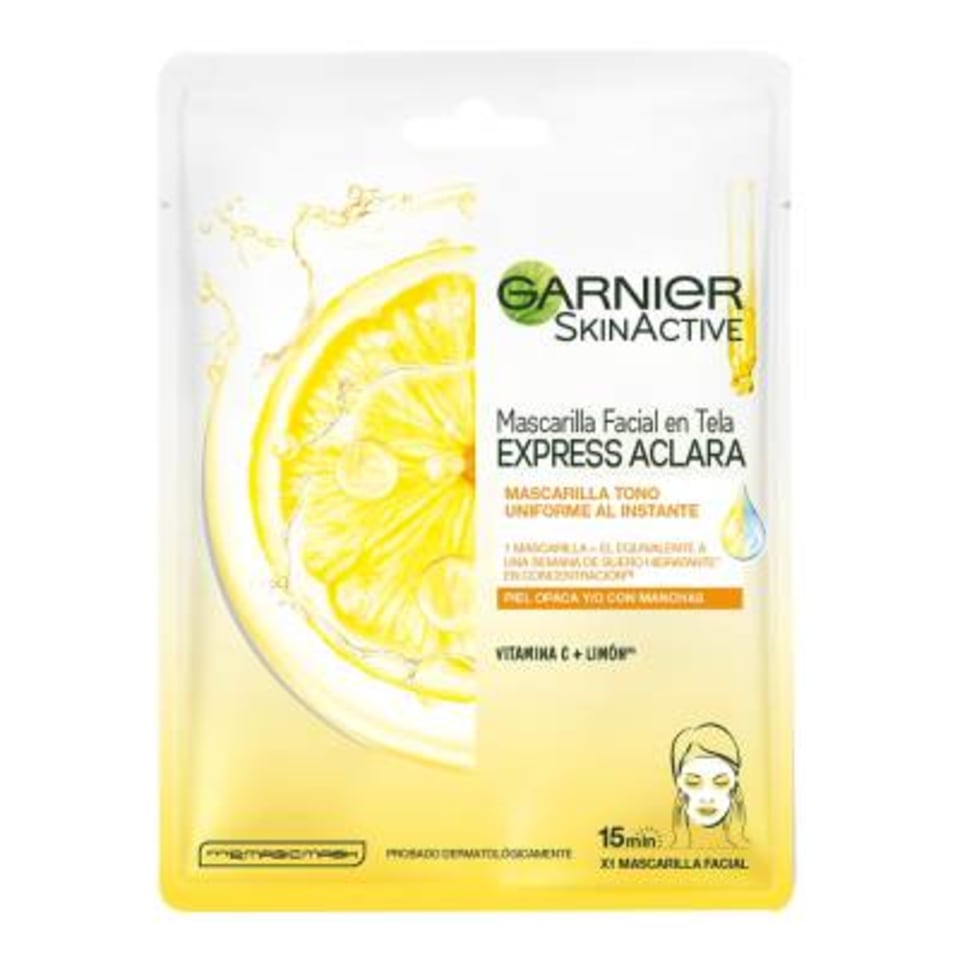 GARNIER
SKINACTIVE
Mascarilla Facial en Tela
EXPRESS ACLARA
MASCARILLA TONO
UNIFORME AL INSTANTE
1 MASCARILLA = EL EQUIVALENTE A
UNA SEMANA DE SUERO HIDRATANTE
EN CONCENTRACIÓN
PIEL OPACA Y/O CON MANCHAS
VITAMINA C + LIMÓN
15min
X1 MASCARILLA FACIAL
PROBADO DERMATOLÓGICAMENTE